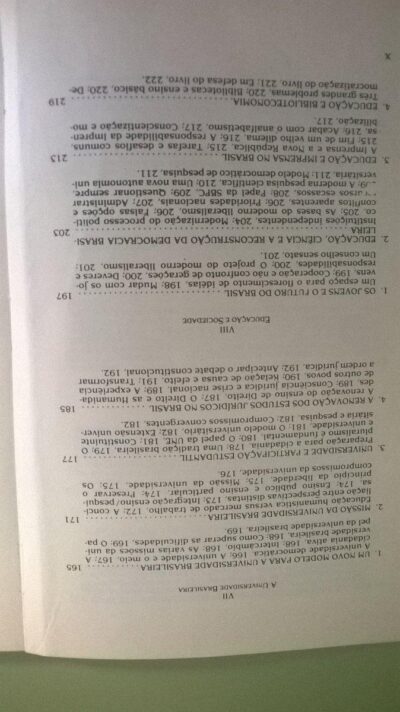 VII
A UNIVERSIDADE BRASILEIRA
1. UM NOVO MODELO PARA A UNIVERSIDADE BRASILEIRA 165
A universidade democrática, 166; A universidade e o meio, 167; A
cidadania ativa, 168; Intercâmbio, 168; As várias missões da uni-
versidade brasileira, 168; Como superar as dificuldades, 169; O pa-
pel da universidade brasileira, 169.
2. MISSÃO DA UNIVERSIDADE BRASILEIRA 171
Educação humanística versus mercado de trabalho, 172; A conci-
liação entre perspectivas distintas, 173; Integração ensino/pesqui-
sa, 174; Ensino público e ensino particular, 174; Preservar o
princípio da liberdade, 175; Missão da universidade, 175; Os
compromissos da universidade, 176.
3. UNIVERSIDADE E PARTICIPAÇÃO ESTUDANTIL 177
Preparação para a cidadania, 178; Uma tradição brasileira, 179; O
pluralismo é fundamental, 180; O papel da UNE, 181; Constituinte
e universidade, 181; O modelo universitário, 182; Extensão univer-
sitária e pesquisa, 182; Compromissos convergentes, 182.
4. A RENOVAÇÃO DOS ESTUDOS JURÍDICOS NO BRASIL 185
A renovação do ensino de Direito, 187; O Direito e as Humanida-
des, 189; Consciência jurídica e crise nacional, 189; A experiência
de outros povos, 190; Relação de causa e efeito, 191; Transformar
a ordem jurídica, 192; Antecipar o debate constitucional, 192.
VIII
EDUCAÇÃO E SOCIEDADE
1. OS JOVENS E O FUTURO DO BRASIL 197
Um espaço para o florescimento de idéias, 198; Mudar com os jo-
vens, 199; Cooperação e não confronto de gerações, 200; Deveres e
responsabilidades, 200; O projeto do moderno liberalismo, 201;
Um conselho sensato, 201.
2. EDUCAÇÃO, CIÊNCIA E A RECONSTRUÇÃO DA DEMOCRACIA BRASI-
LEIRA 203
Instituições independentes, 204; Modernização do processo políti-
co, 205; As bases do moderno liberalismo, 206; Falsas opções e
conflitos aparentes, 206; Prioridades nacionais, 207; Administrar
recursos escassos, 208; Papel da SBPC, 209; Questionar sempre,
A moderna pesquisa científica, 210; Uma nova autonomia uni-
versitária, 211; Modelo democrático de pesquisa, 211.
3. EDUCAÇÃO E IMPRENSA NO BRASIL 213
A Imprensa e a Nova República, 215; Tarefas e desafios comuns,
215; Fim de um velho dilema, 216; A responsabilidade da Impren-
sa, 216; Acabar com o analfabetismo, 217; Conscientização e mo-
bilização, 217.
4. EDUCAÇÃO E BIBLIOTECONOMIA 219
Três grandes problemas, 220; Bibliotecas e ensino básico, 220; De-
mocratização do livro, 221; Em defesa do livro, 222.
X